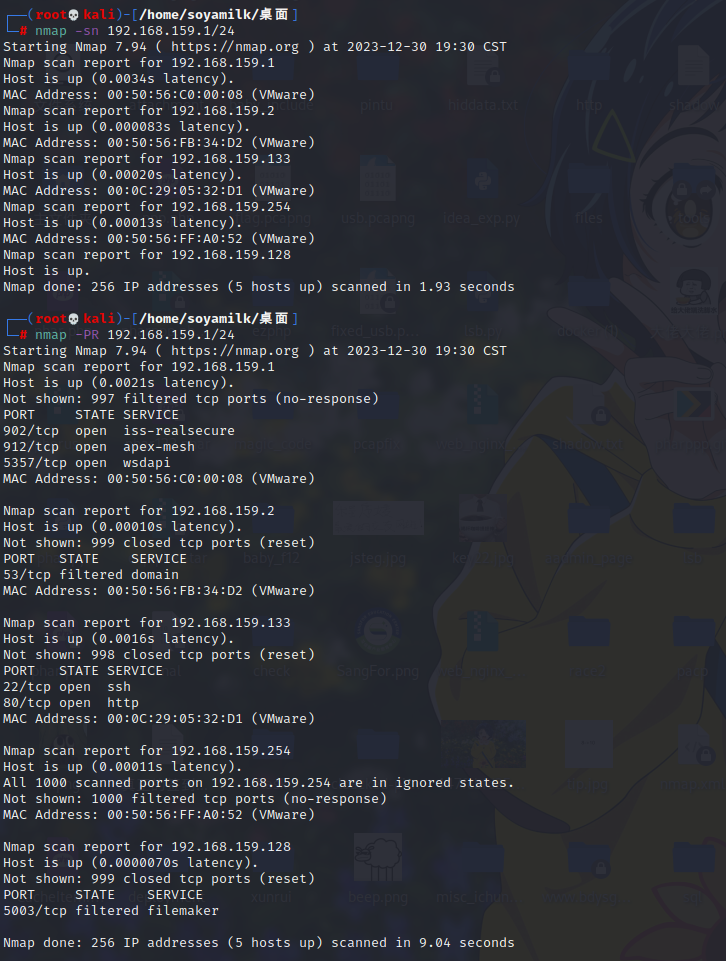 ┌──(root💀kali)-[/home/soyamilk/桌面]
└─# nmap -sn 192.168.159.1/24
Starting Nmap 7.94 ( https://nmap.org ) at 2023-12-30 19:30 CST
Nmap scan report for 192.168.159.1
Host is up (0.0034s latency).
MAC Address: 00:50:56:C0:00:08 (VMware)
Nmap scan report for 192.168.159.2
Host is up (0.000083s latency).
MAC Address: 00:50:56:FB:34:D2 (VMware)
Nmap scan report for 192.168.159.133
Host is up (0.00020s latency).
MAC Address: 00:0C:29:05:32:D1 (VMware)
Nmap scan report for 192.168.159.254
Host is up (0.00013s latency).
MAC Address: 00:50:56:FF:A0:52 (VMware)
Nmap scan report for 192.168.159.128
Host is up.
Nmap done: 256 IP addresses (5 hosts up) scanned in 1.93 seconds
┌──(root💀kali)-[/home/soyamilk/桌面]
└─# nmap -PR 192.168.159.1/24
Starting Nmap 7.94 ( https://nmap.org ) at 2023-12-30 19:30 CST
Nmap scan report for 192.168.159.1
Host is up (0.0021s latency).
Not shown: 997 filtered tcp ports (no-response)
PORT     STATE SERVICE
902/tcp  open  iss-realsecure
912/tcp  open  apex-mesh
5357/tcp open  wsdapi
MAC Address: 00:50:56:C0:00:08 (VMware)
Nmap scan report for 192.168.159.2
Host is up (0.00010s latency).
Not shown: 999 closed tcp ports (reset)
PORT   STATE    SERVICE
53/tcp filtered domain
MAC Address: 00:50:56:FB:34:D2 (VMware)
Nmap scan report for 192.168.159.133
Host is up (0.0016s latency).
Not shown: 998 closed tcp ports (reset)
PORT   STATE SERVICE
22/tcp open  ssh
80/tcp open  http
MAC Address: 00:0C:29:05:32:D1 (VMware)
Nmap scan report for 192.168.159.254
Host is up (0.00011s latency).
All 1000 scanned ports on 192.168.159.254 are in ignored states.
Not shown: 1000 filtered tcp ports (no-response)
MAC Address: 00:50:56:FF:A0:52 (VMware)
Nmap scan report for 192.168.159.128
Host is up (0.0000070s latency).
Not shown: 999 closed tcp ports (reset)
PORT     STATE    SERVICE
5003/tcp filtered filemaker
Nmap done: 256 IP addresses (5 hosts up) scanned in 9.04 seconds